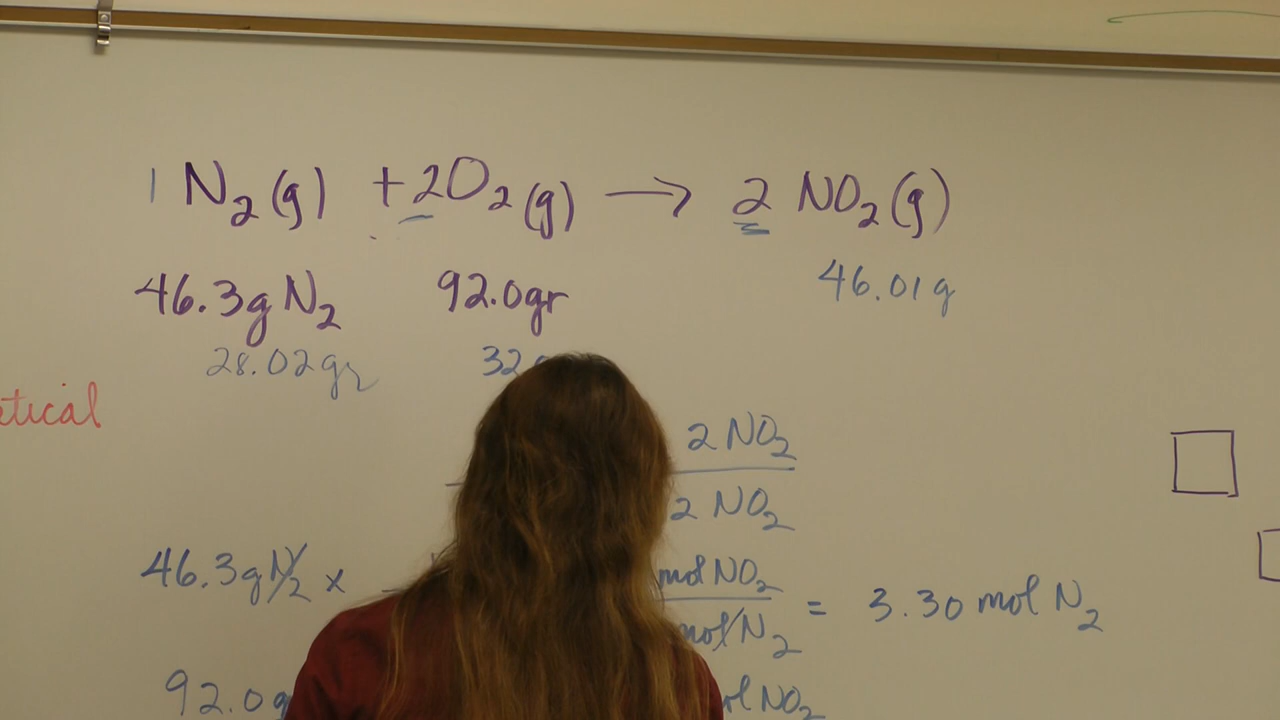 1 N₂(g) + 2O₂(g) → 2 NO₂(g)
46.3g N₂ 92.0gr 46.01g
28.02gr 32
2 NO₂
2 NO₂
46.3g N₂ x mol NO₂ = 3.30 mol N₂
mol N₂
92.0g NO₂